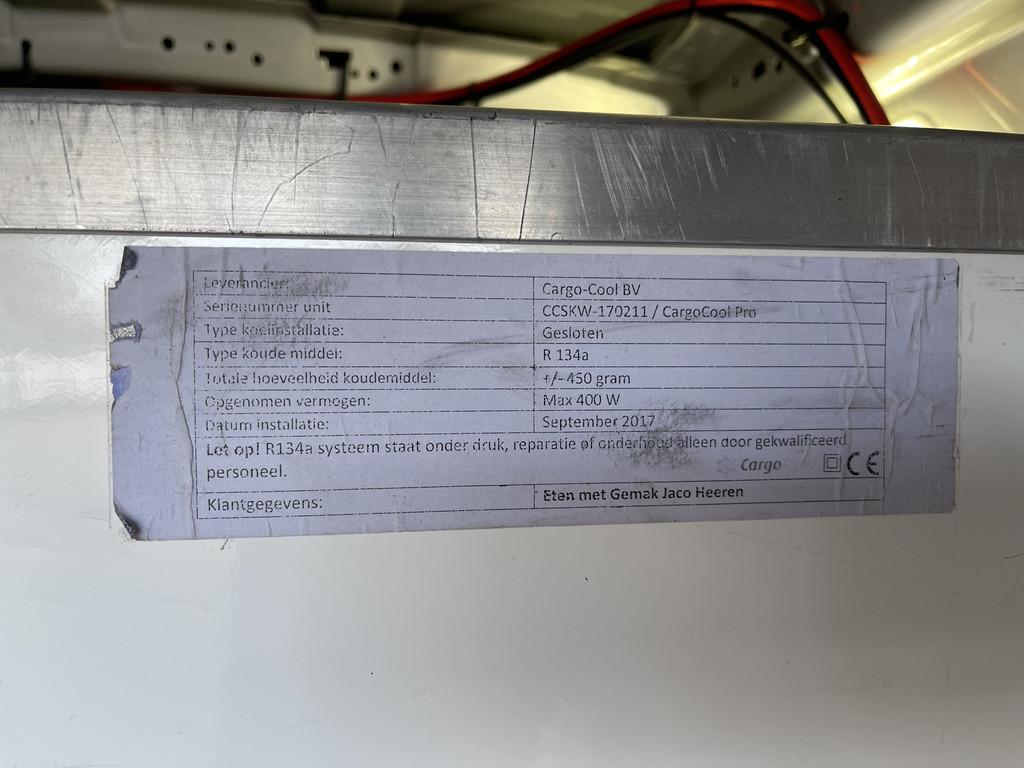 Leverancier: Cargo-Cool BV
Serienummer unit CCSKW-170211 / CargoCool Pro
Type koelinstallatie: Gesloten
Type koude middel: R 134a
Totale hoeveelheid koudemiddel: +/- 450 gram
Opgenomen vermogen: Max 400 W
Datum installatie: September 2017
Let op! R134a systeem staat onder druk, reparatie of onderhoud alleen door gekwalificeerd
personeel.
Cargo CE
Klantgegevens: Eten met Gemak Jaco Heeren